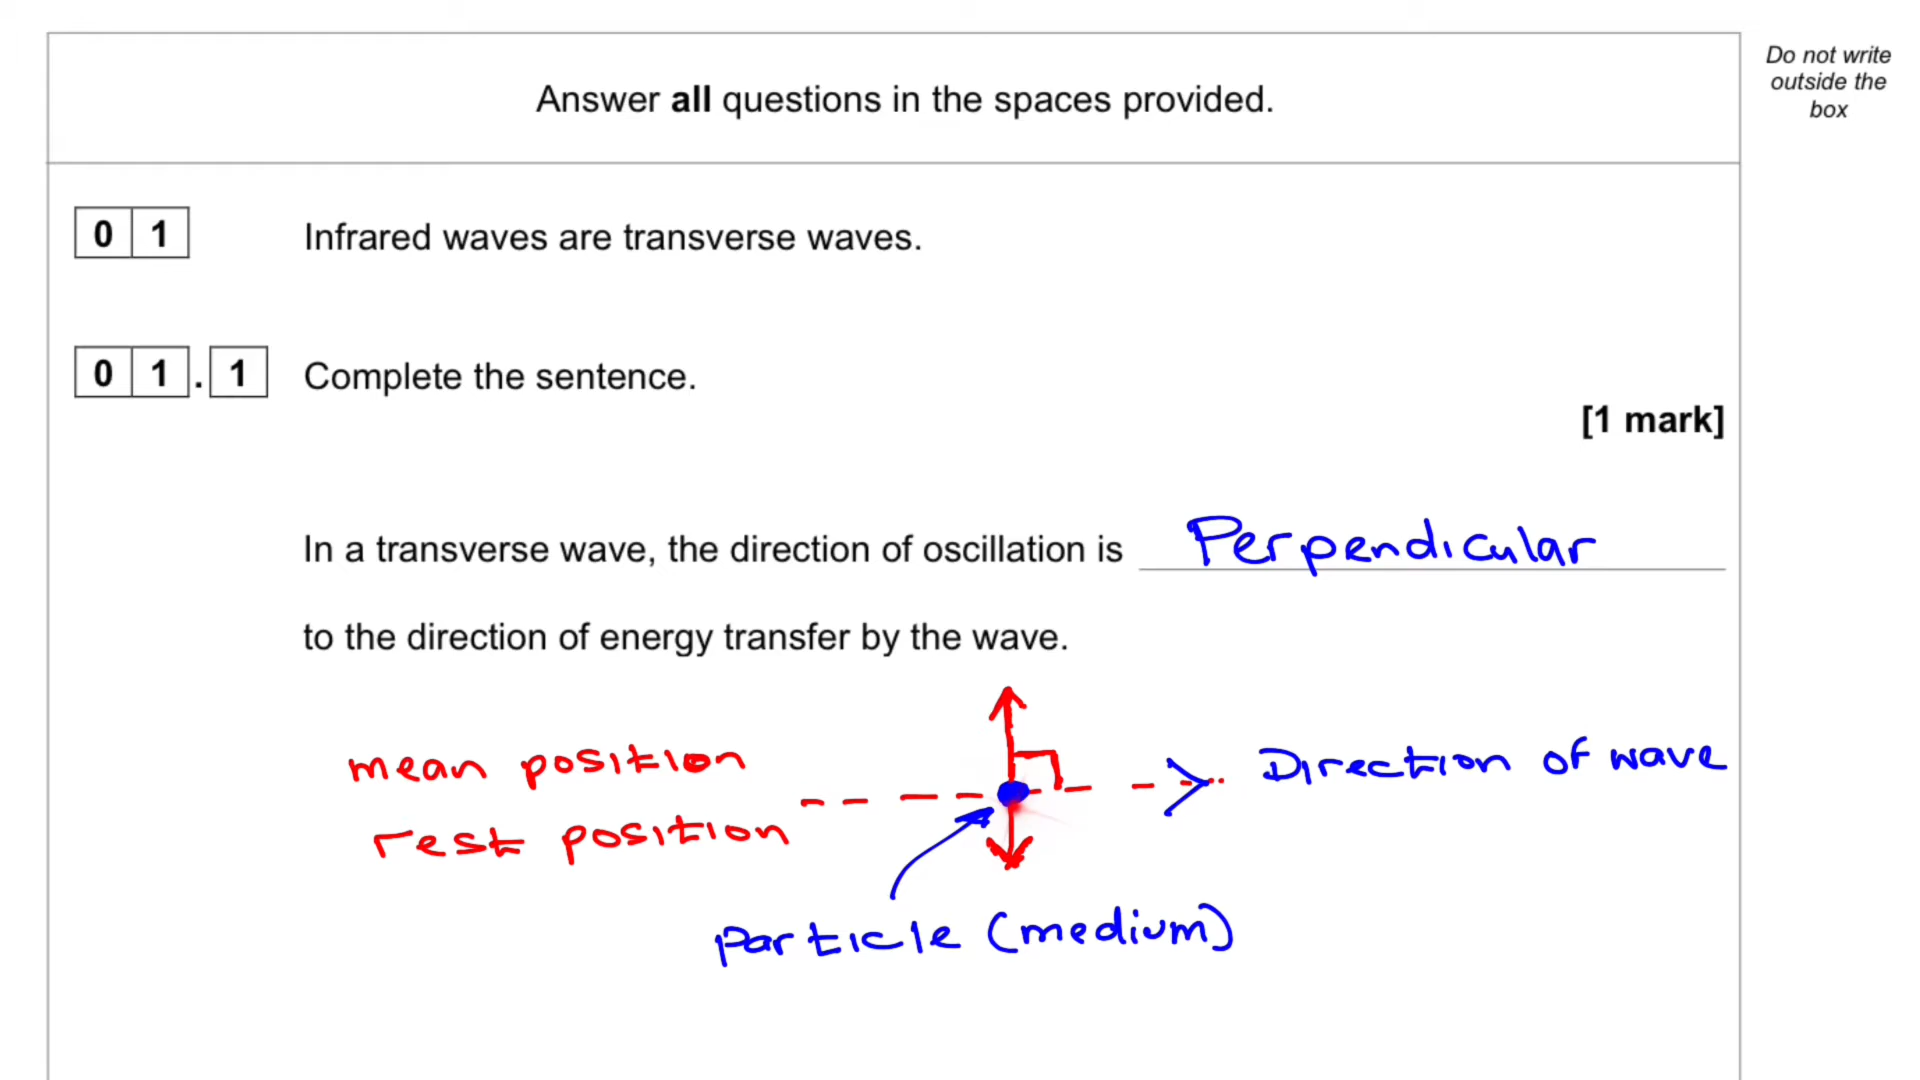 Do not write
outside the
box
Answer all questions in the spaces provided.
0 1 Infrared waves are transverse waves.
0 1 . 1 Complete the sentence.
[1 mark]
In a transverse wave, the direction of oscillation is Perpendicular
to the direction of energy transfer by the wave.
mean position
Direction of wave
rest position
particle (medium)